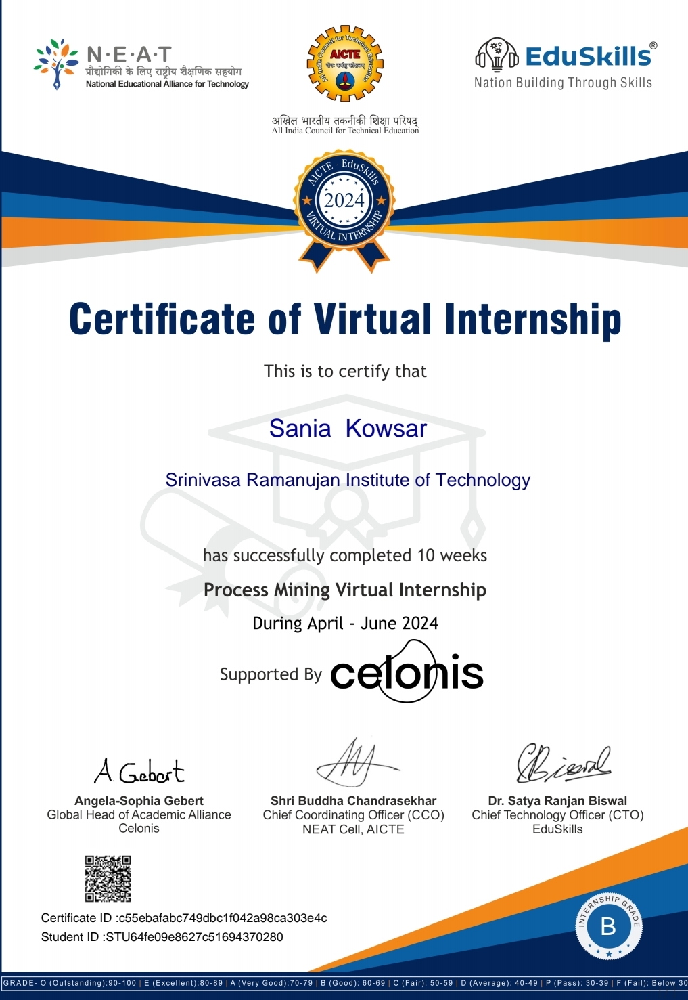 N·E·A·T
प्रौद्योगिकी के लिए राष्ट्रीय शैक्षणिक सहयोग
National Educational Alliance for Technology
All India Council for Technical Education
AICTE
योगः कर्मसु कौशलम्
अखिल भारतीय तकनीकी शिक्षा परिषद्
All India Council for Technical Education
EduSkills®
Nation Building Through Skills
AICTE - EduSkills
2024
VIRTUAL INTERNSHIP
Certificate of Virtual Internship
This is to certify that
Sania Kowsar
Srinivasa Ramanujan Institute of Technology
has successfully completed 10 weeks
Process Mining Virtual Internship
During April - June 2024
Supported By celonis
A. Gebert
Biswal
Angela-Sophia Gebert
Global Head of Academic Alliance
Celonis
Shri Buddha Chandrasekhar
Chief Coordinating Officer (CCO)
NEAT Cell, AICTE
Dr. Satya Ranjan Biswal
Chief Technology Officer (CTO)
EduSkills
Certificate ID :c55ebafabc749dbc1f042a98ca303e4c
Student ID :STU64fe09e8627c51694370280
INTERNSHIP GRADE
B
GRADE- O (Outstanding):90-100 | E (Excellent):80-89 | A (Very Good):70-79 | B (Good): 60-69 | C (Fair): 50-59 | D (Average): 40-49 | P (Pass): 30-39 | F (Fail): Below 30